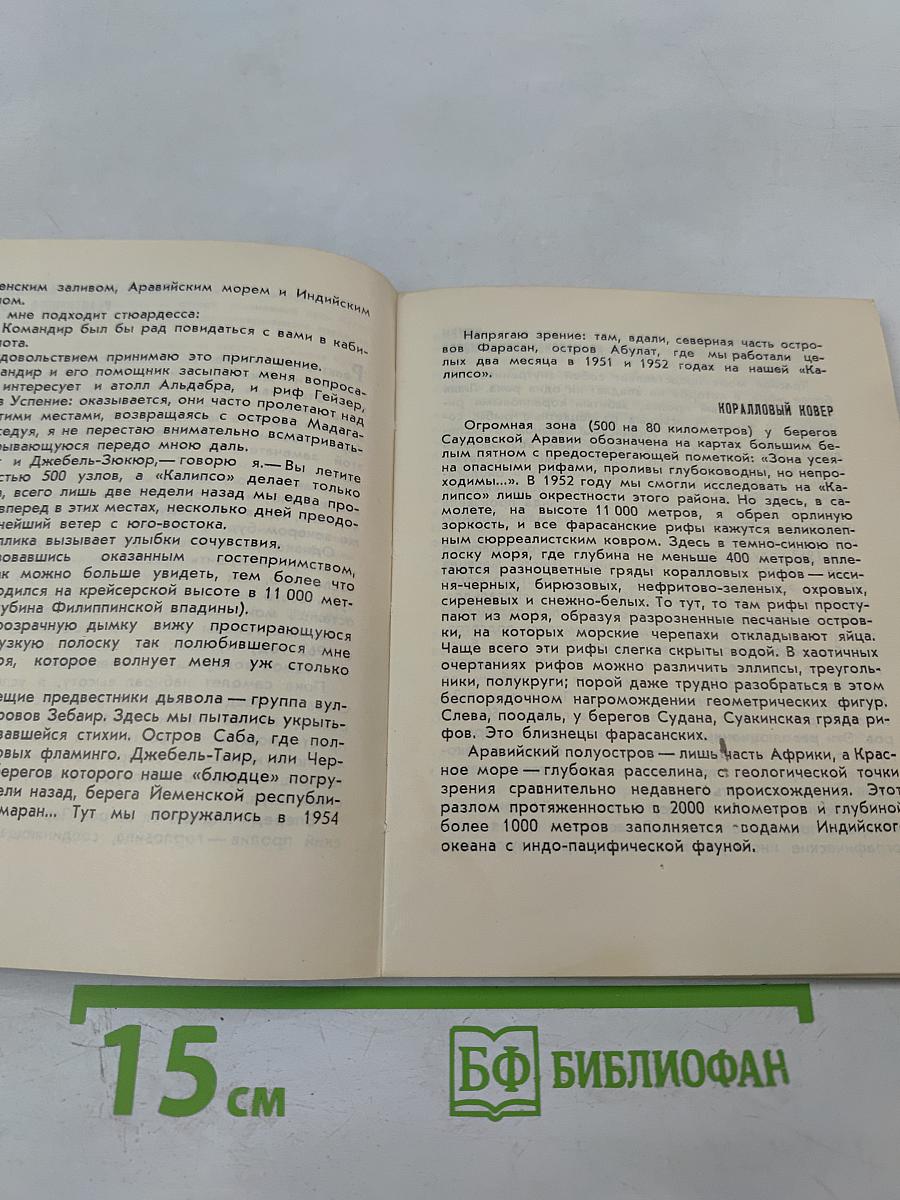 енским заливом, Аравийским морем и Индийским
ном.
мне подходит стюардесса:
Командир был бы рад повидаться с вами в каби-
лота.
довольствием принимаю это приглашение.
андир и его помощник засыпают меня вопроса-
интересует и атолл Альдабра, и риф Гейзер,
в Успение: оказывается, они часто пролетают над
тими местами, возвращаясь с острова Мадага-
седуя, я не перестаю внимательно всматривать-
рывающуюся передо мною даль.
т и Джебель-Зюкюр,— говорю я.— Вы летите
стью 500 узлов, а «Калипсо» делает только
, всего лишь две недели назад мы едва про-
вперед в этих местах, несколько дней преодо-
нейший ветер с юго-востока.
плика вызывает улыбки сочувствия.
зовавшись оказанным гостеприимством,
ак можно больше увидеть, тем более что
одился на крейсерской высоте в 11 000 мет-
убина Филиппинской впадины).
розрачную дымку вижу простирающуюся
узкую полоску так полюбившегося мне
ря, которое волнует меня уж столько
ещие предвестники дьявола — группа вул-
ровов Зебаир. Здесь мы пытались укрыть-
вавшейся стихии. Остров Саба, где пол-
овых фламинго. Джебель-Таир, или Чер-
берегов которого наше «блюдце» погру-
ели назад, берега Йеменской республи-
маран... Тут мы погружались в 1954
Напрягаю зрение: там, вдали, северная часть остро-
вов Фарасан, остров Абулат, где мы работали це-
лых два месяца в 1951 и 1952 годах на нашей «Ка-
липсо».
КОРАЛЛОВЫЙ КОВЕР
Огромная зона (500 на 80 километров) у берегов
Саудовской Аравии обозначена на картах большим бе-
лым пятном с предостерегающей пометкой: «Зона усея-
на опасными рифами, проливы глубоководны, но непро-
ходимы...». В 1952 году мы смогли исследовать на «Ка-
липсо» лишь окрестности этого района. Но здесь, в са-
молете, на высоте 11 000 метров, я обрел орлиную
зоркость, и все фарасанские рифы кажутся великолеп-
ным сюрреалистским ковром. Здесь в темно-синюю по-
лоску моря, где глубина не меньше 400 метров, впле-
таются разноцветные гряды коралловых рифов — исси-
ня-черных, бирюзовых, нефритово-зеленых, охровых,
сиреневых и снежно-белых. То тут, то там рифы просту-
пают из моря, образуя разрозненные песчаные островки,
ки, на которых морские черепахи откладывают яйца.
Чаще всего эти рифы слегка скрыты водой. В хаотичных
очертаниях рифов можно различить эллипсы, треуголь-
ники, полукруги; порой даже трудно разобраться в этом
беспорядочном нагромождении геометрических фигур.
Слева, поодаль, у берегов Судана, Суакинская гряда ри-
фов. Это близнецы фарасанских.
Аравийский полуостров — лишь часть Африки, а Крас-
ное море — глубокая расселина, с геологической точки
зрения сравнительно недавнего происхождения. Этот
разлом протяженностью в 2000 километров и глубиной
более 1000 метров заполняется водами Индийского
океана с индо-пацифической фауной.
15 см
БФ БИБЛИОФАН